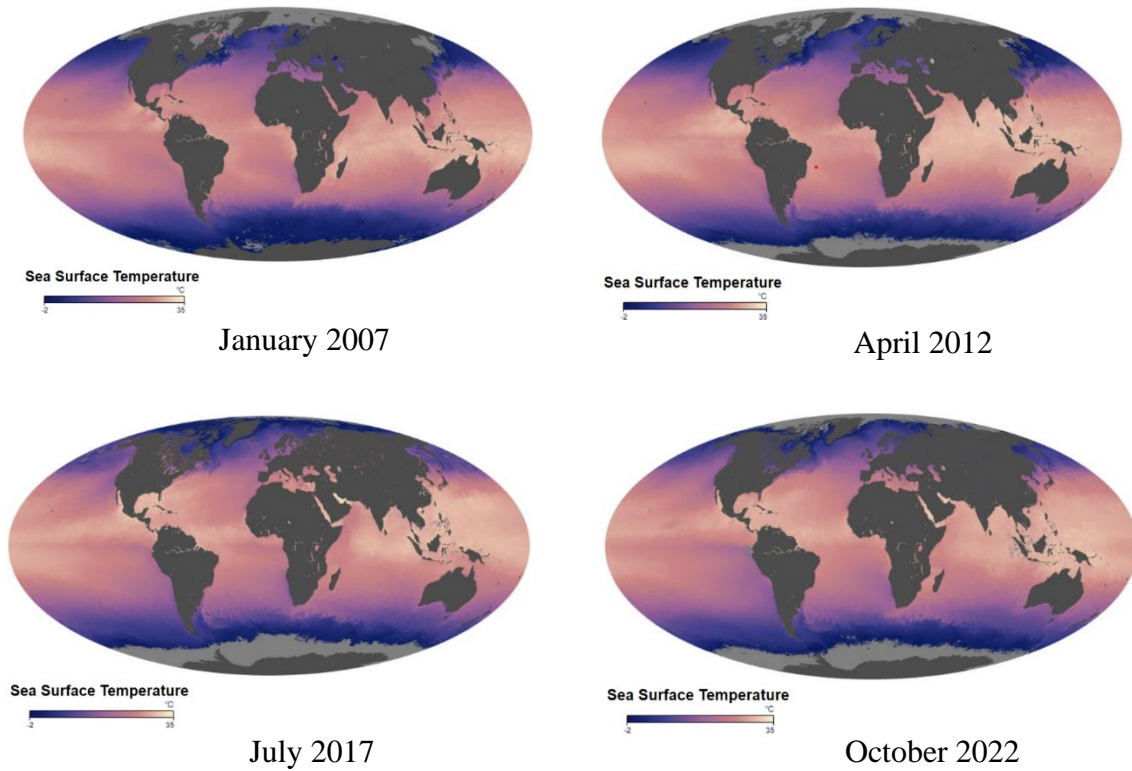 Sea Surface Temperature
°C
-2 35
January 2007
Sea Surface Temperature
°C
-2 35
April 2012
Sea Surface Temperature
°C
-2 35
July 2017
Sea Surface Temperature
°C
-2 35
October 2022